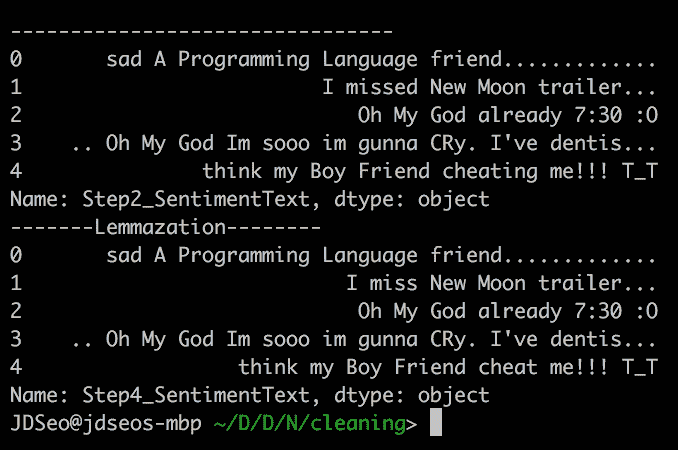 --------------------------------
0       sad A Programming Language friend.............
1                         I missed New Moon trailer...
2                            Oh My God already 7:30 :O
3    .. Oh My God Im sooo im gunna CRy. I've dentis...
4               think my Boy Friend cheating me!!! T_T
Name: Step2_SentimentText, dtype: object
-------Lemmazation--------
0       sad A Programming Language friend.............
1                           I miss New Moon trailer...
2                            Oh My God already 7:30 :O
3    .. Oh My God Im sooo im gunna CRy. I've dentis...
4                  think my Boy Friend cheat me!!! T_T
Name: Step4_SentimentText, dtype: object
JDSeo@jdseos-mbp ~/D/D/N/cleaning>